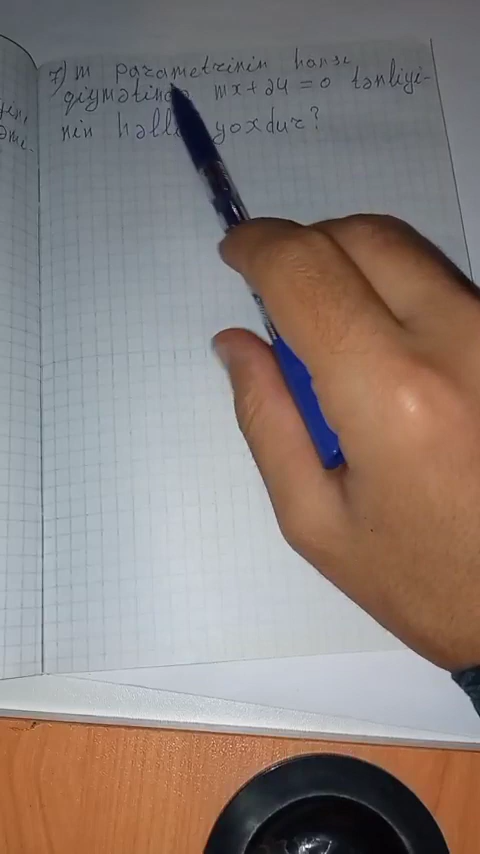 7) m parametrinin hansı
qiymətində mx+24=0 tənliyi-
nin həlli yoxdur?